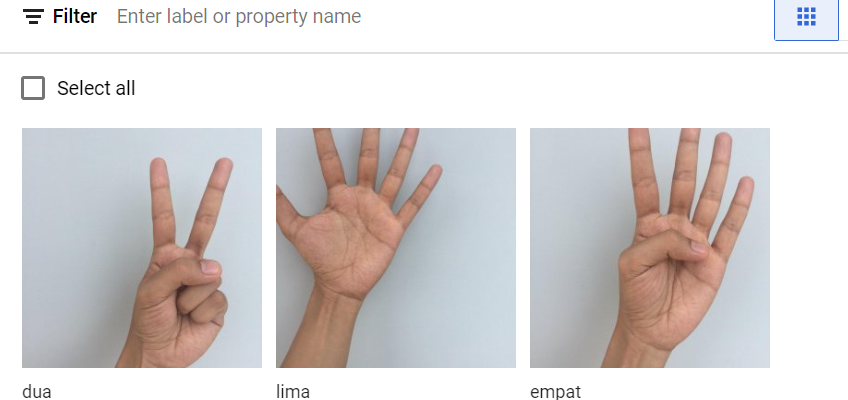 Filter Enter label or property name
Select all
dua lima empat